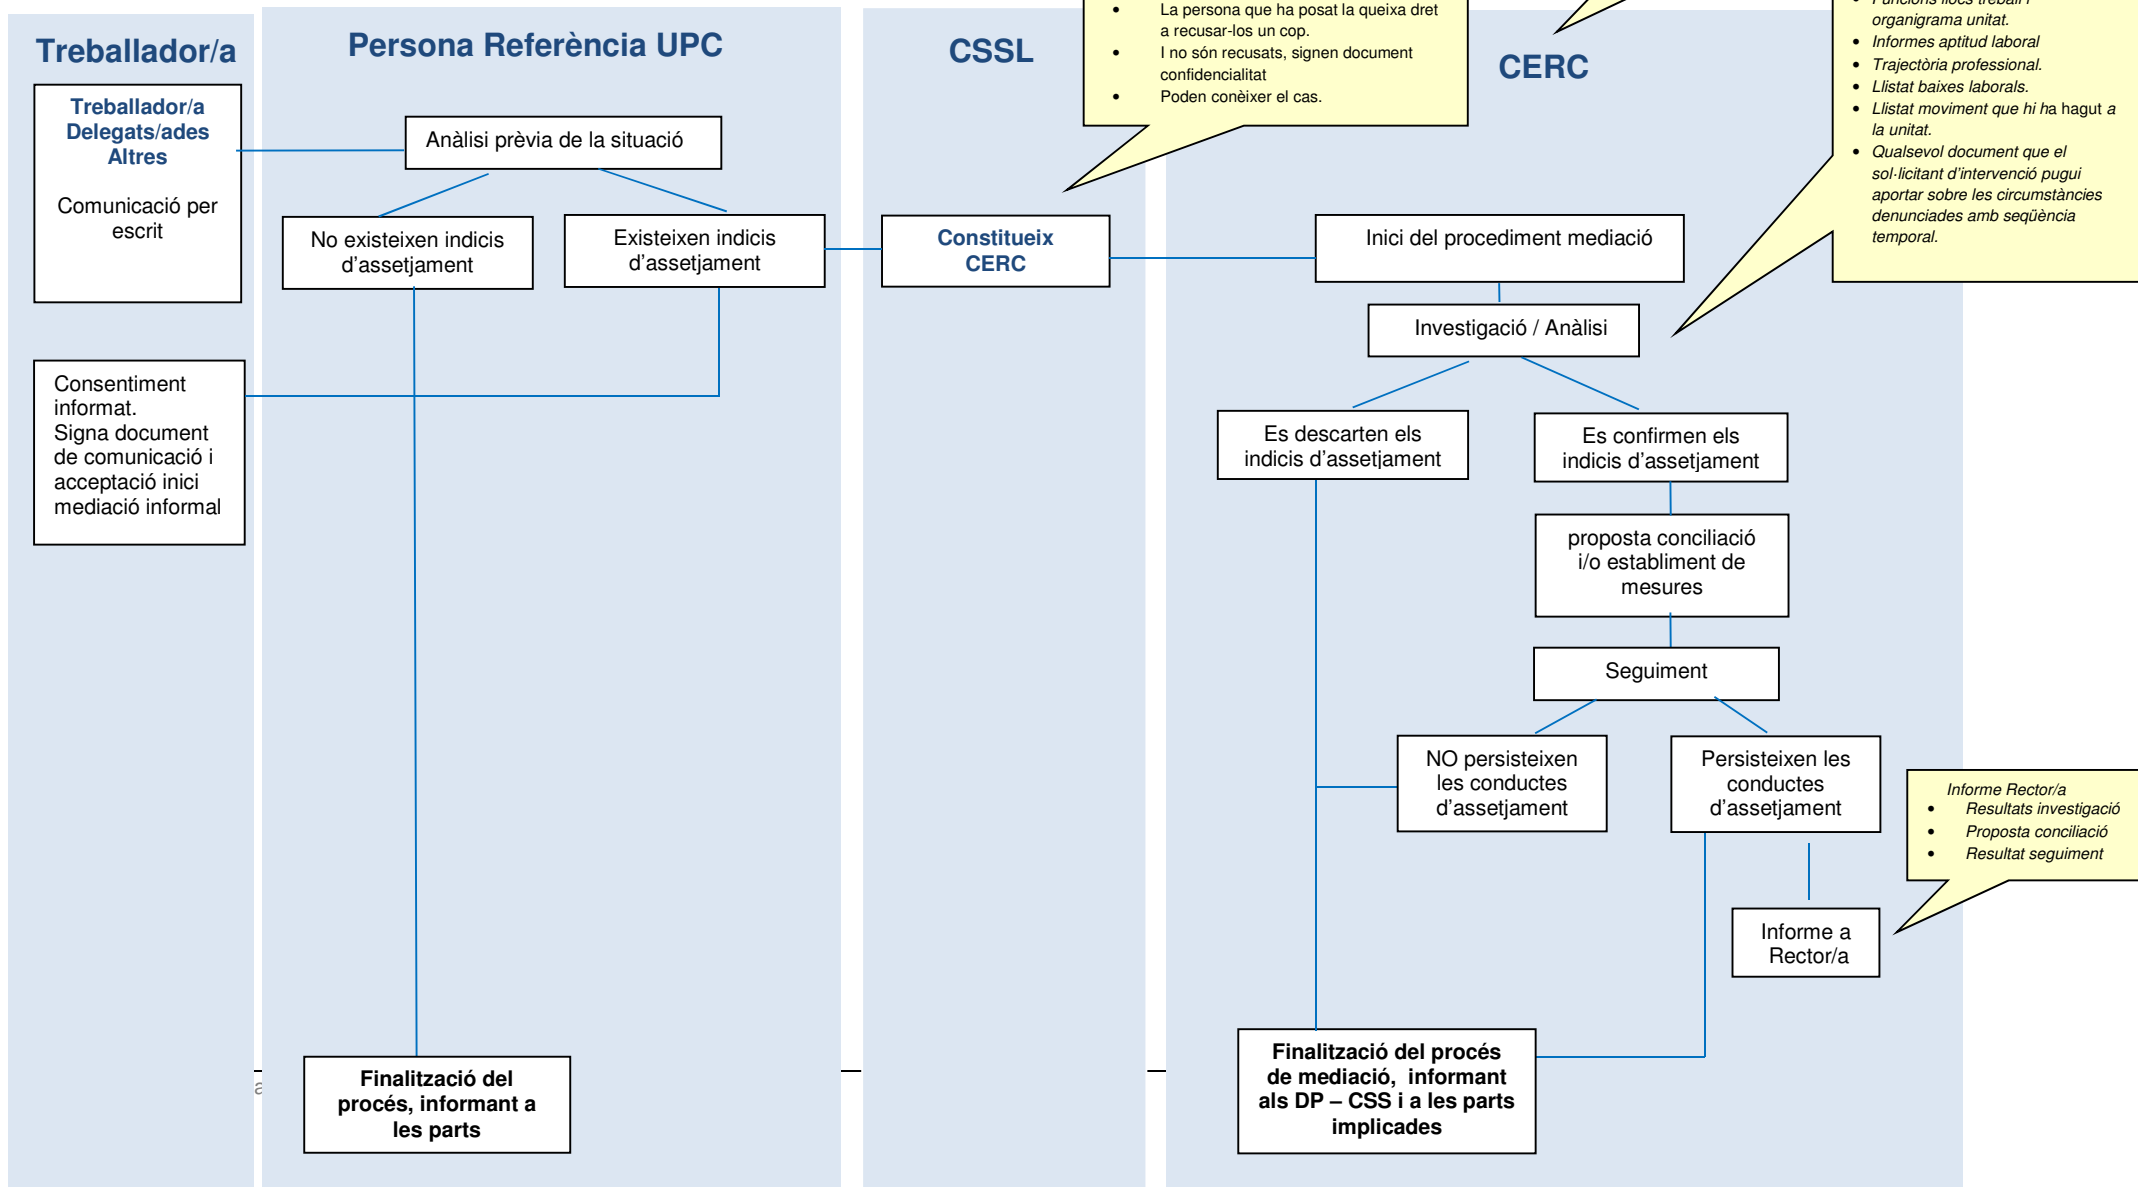 Treballador/a
Persona Referència UPC
CSSL
CERC
La persona que ha posat la queixa dret
a recusar-los un cop.
I no són recusats, signen document
confidencialitat
Poden conèixer el cas.
organigrama unitat.
Informes aptitud laboral
Trajectòria professional.
Llistat baixes laborals.
Llistat moviment que hi ha hagut a
la unitat.
Qualsevol document que el
sol·licitant d'intervenció pugui
aportar sobre les circumstàncies
denunciades amb seqüència
temporal.
Treballador/a
Delegats/ades
Altres
Comunicació per
escrit
Anàlisi prèvia de la situació
No existeixen indicis
d'assetjament
Existeixen indicis
d'assetjament
Constitueix
CERC
Inici del procediment mediació
Investigació / Anàlisi
Consentiment
informat.
Signa document
de comunicació i
acceptació inici
mediació informal
Es descarten els
indicis d'assetjament
Es confirmen els
indicis d'assetjament
proposta conciliació
i/o establiment de
mesures
Seguiment
NO persisteixen
les conductes
d'assetjament
Persisteixen les
conductes
d'assetjament
Informe Rector/a
Resultats investigació
Proposta conciliació
Resultat seguiment
Informe a
Rector/a
Finalització del
procés, informant a
les parts
Finalització del procés
de mediació, informant
als DP – CSS i a les parts
implicades